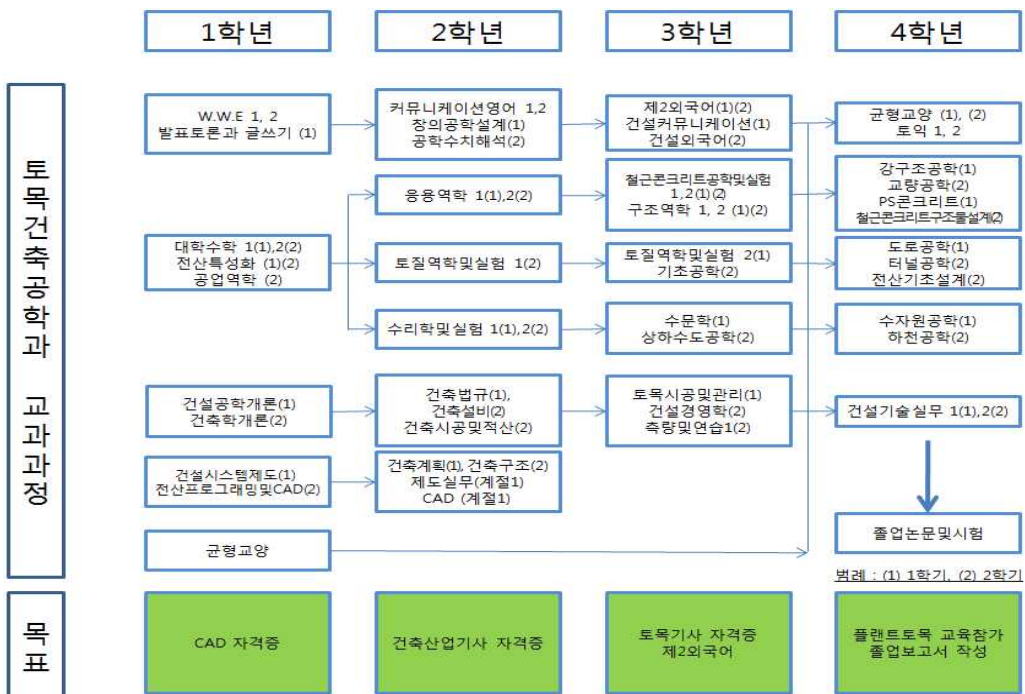 1학년
2학년
3학년
4학년
토목건축공학과 교과과정
W.W.E 1, 2
발표토론과 글쓰기 (1)
커뮤니케이션영어 1,2
창의공학설계(1)
공학수치해석(2)
제2외국어(1)(2)
건설커뮤니케이션(1)
건설외국어(2)
균형교양 (1), (2)
토익 1, 2
대학수학 1(1),2(2)
전산특성화 (1)(2)
공업역학 (2)
응용역학 1(1),2(2)
철근콘크리트공학및실험
1,2(1)(2)
구조역학 1, 2 (1)(2)
강구조공학(1)
교량공학(2)
PS콘크리트(1)
철근콘크리트구조물설계(2)
토질역학및실험 1(2)
토질역학및실험 2(1)
기초공학(2)
도로공학(1)
터널공학(2)
전산기초설계(2)
수리학및실험 1(1),2(2)
수문학(1)
상하수도공학(2)
수자원공학(1)
하천공학(2)
건설공학개론(1)
건축학개론(2)
건축법규(1),
건축설비(2)
건축시공및적산(2)
토목시공및관리(1)
건설경영학(2)
측량및연습1(2)
건설기술실무 1(1),2(2)
건설시스템제도(1)
전산프로그래밍및CAD(2)
건축계획(1), 건축구조(2)
제도실무(계절1)
CAD (계절1)
균형교양
졸업논문및시험
범례 : (1) 1학기, (2) 2학기
목표
CAD 자격증
건축산업기사 자격증
토목기사 자격증
제2외국어
플랜트토목 교육참가
졸업보고서 작성